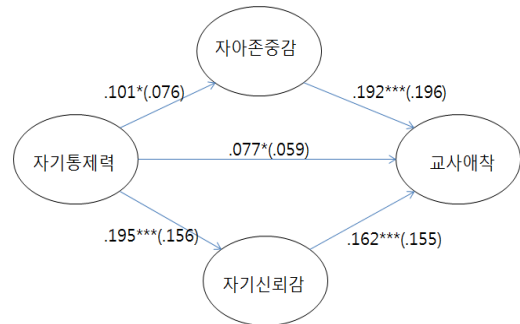 자아존중감
.101*(.076)
.192***(.196)
.077*(.059)
자기통제력
교사애착
.195***(.156)
.162***(.155)
자기신뢰감